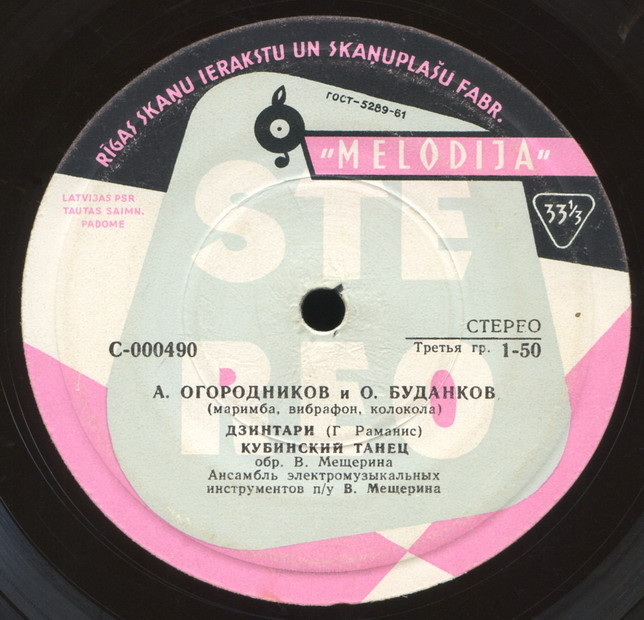 RĪGAS SKAŅU IERAKSTU UN SKAŅUPLAŠU FABR.
ГОСТ-5289-61
"MELODIJA"
LATVIJAS PSR
TAUTAS SAIMN.
PADOME
33⅓
STEREO
СТЕРЕО
С-000490
Третья гр. 1-50
А. ОГОРОДНИКОВ и О. БУДАНКОВ
(маримба, вибрафон, колокола)
ДЗИНТАРИ (Г Раманис)
КУБИНСКИЙ ТАНЕЦ
обр. В. Мещерина
Ансамбль электромузыкальных
инструментов п/у В. Мещерина